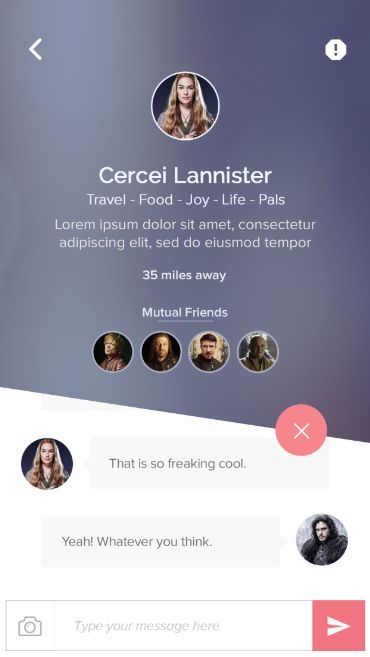 Cercei Lannister
Travel - Food - Joy - Life - Pals
Lorem ipsum dolor sit amet, consectetur
adipiscing elit, sed do eiusmod tempor
35 miles away
Mutual Friends
That is so freaking cool.
Yeah! Whatever you think.
Type your message here